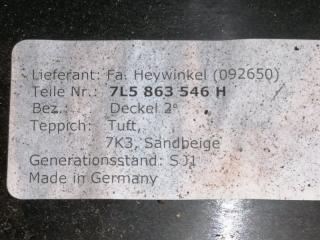 Lieferant: Fa. Heywinkel (092650)
Teile Nr.: 7L5 863 546 H
Bez.: Deckel 2°
Teppich: Tuft,
7K3, Sandbeige
Generationsstand: SJ1
Made in Germany